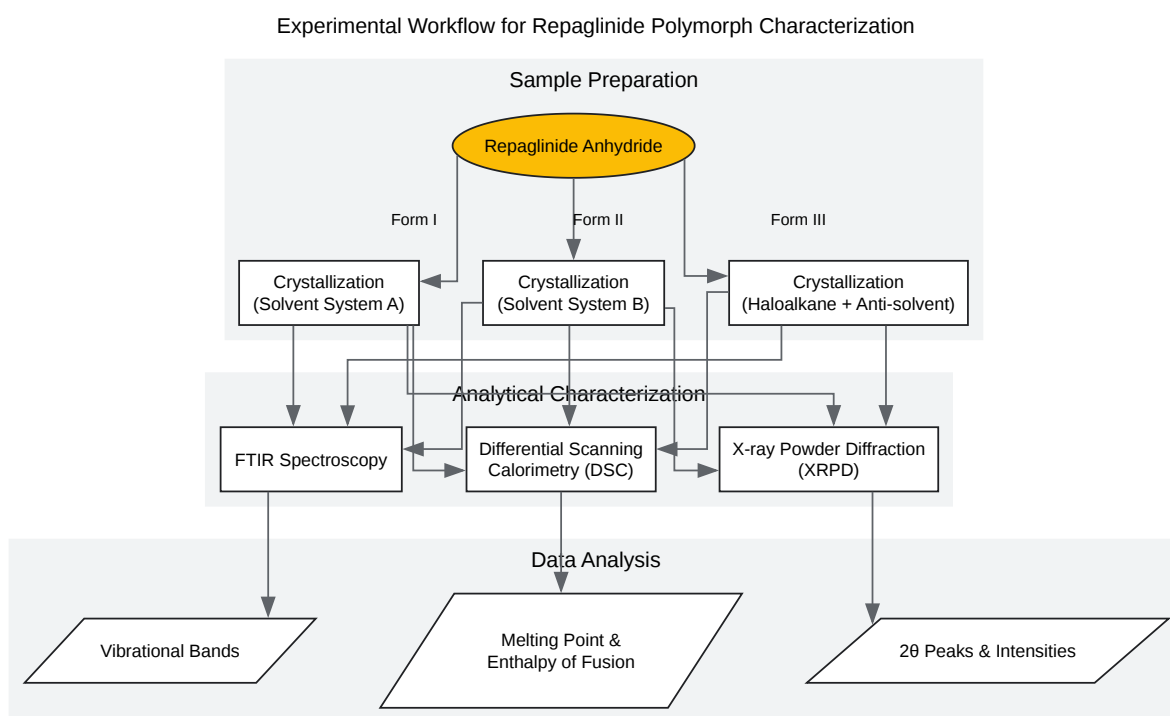 Experimental Workflow for Repaglinide Polymorph Characterization
Sample Preparation
Repaglinide Anhydride
Form I
Form II
Form III
Crystallization
(Solvent System A)
Crystallization
(Solvent System B)
Crystallization
(Haloalkane + Anti-solvent)
Analytical Characterization
FTIR Spectroscopy
Differential Scanning
Calorimetry (DSC)
X-ray Powder Diffraction
(XRPD)
Data Analysis
Vibrational Bands
Melting Point &
Enthalpy of Fusion
2θ Peaks & Intensities